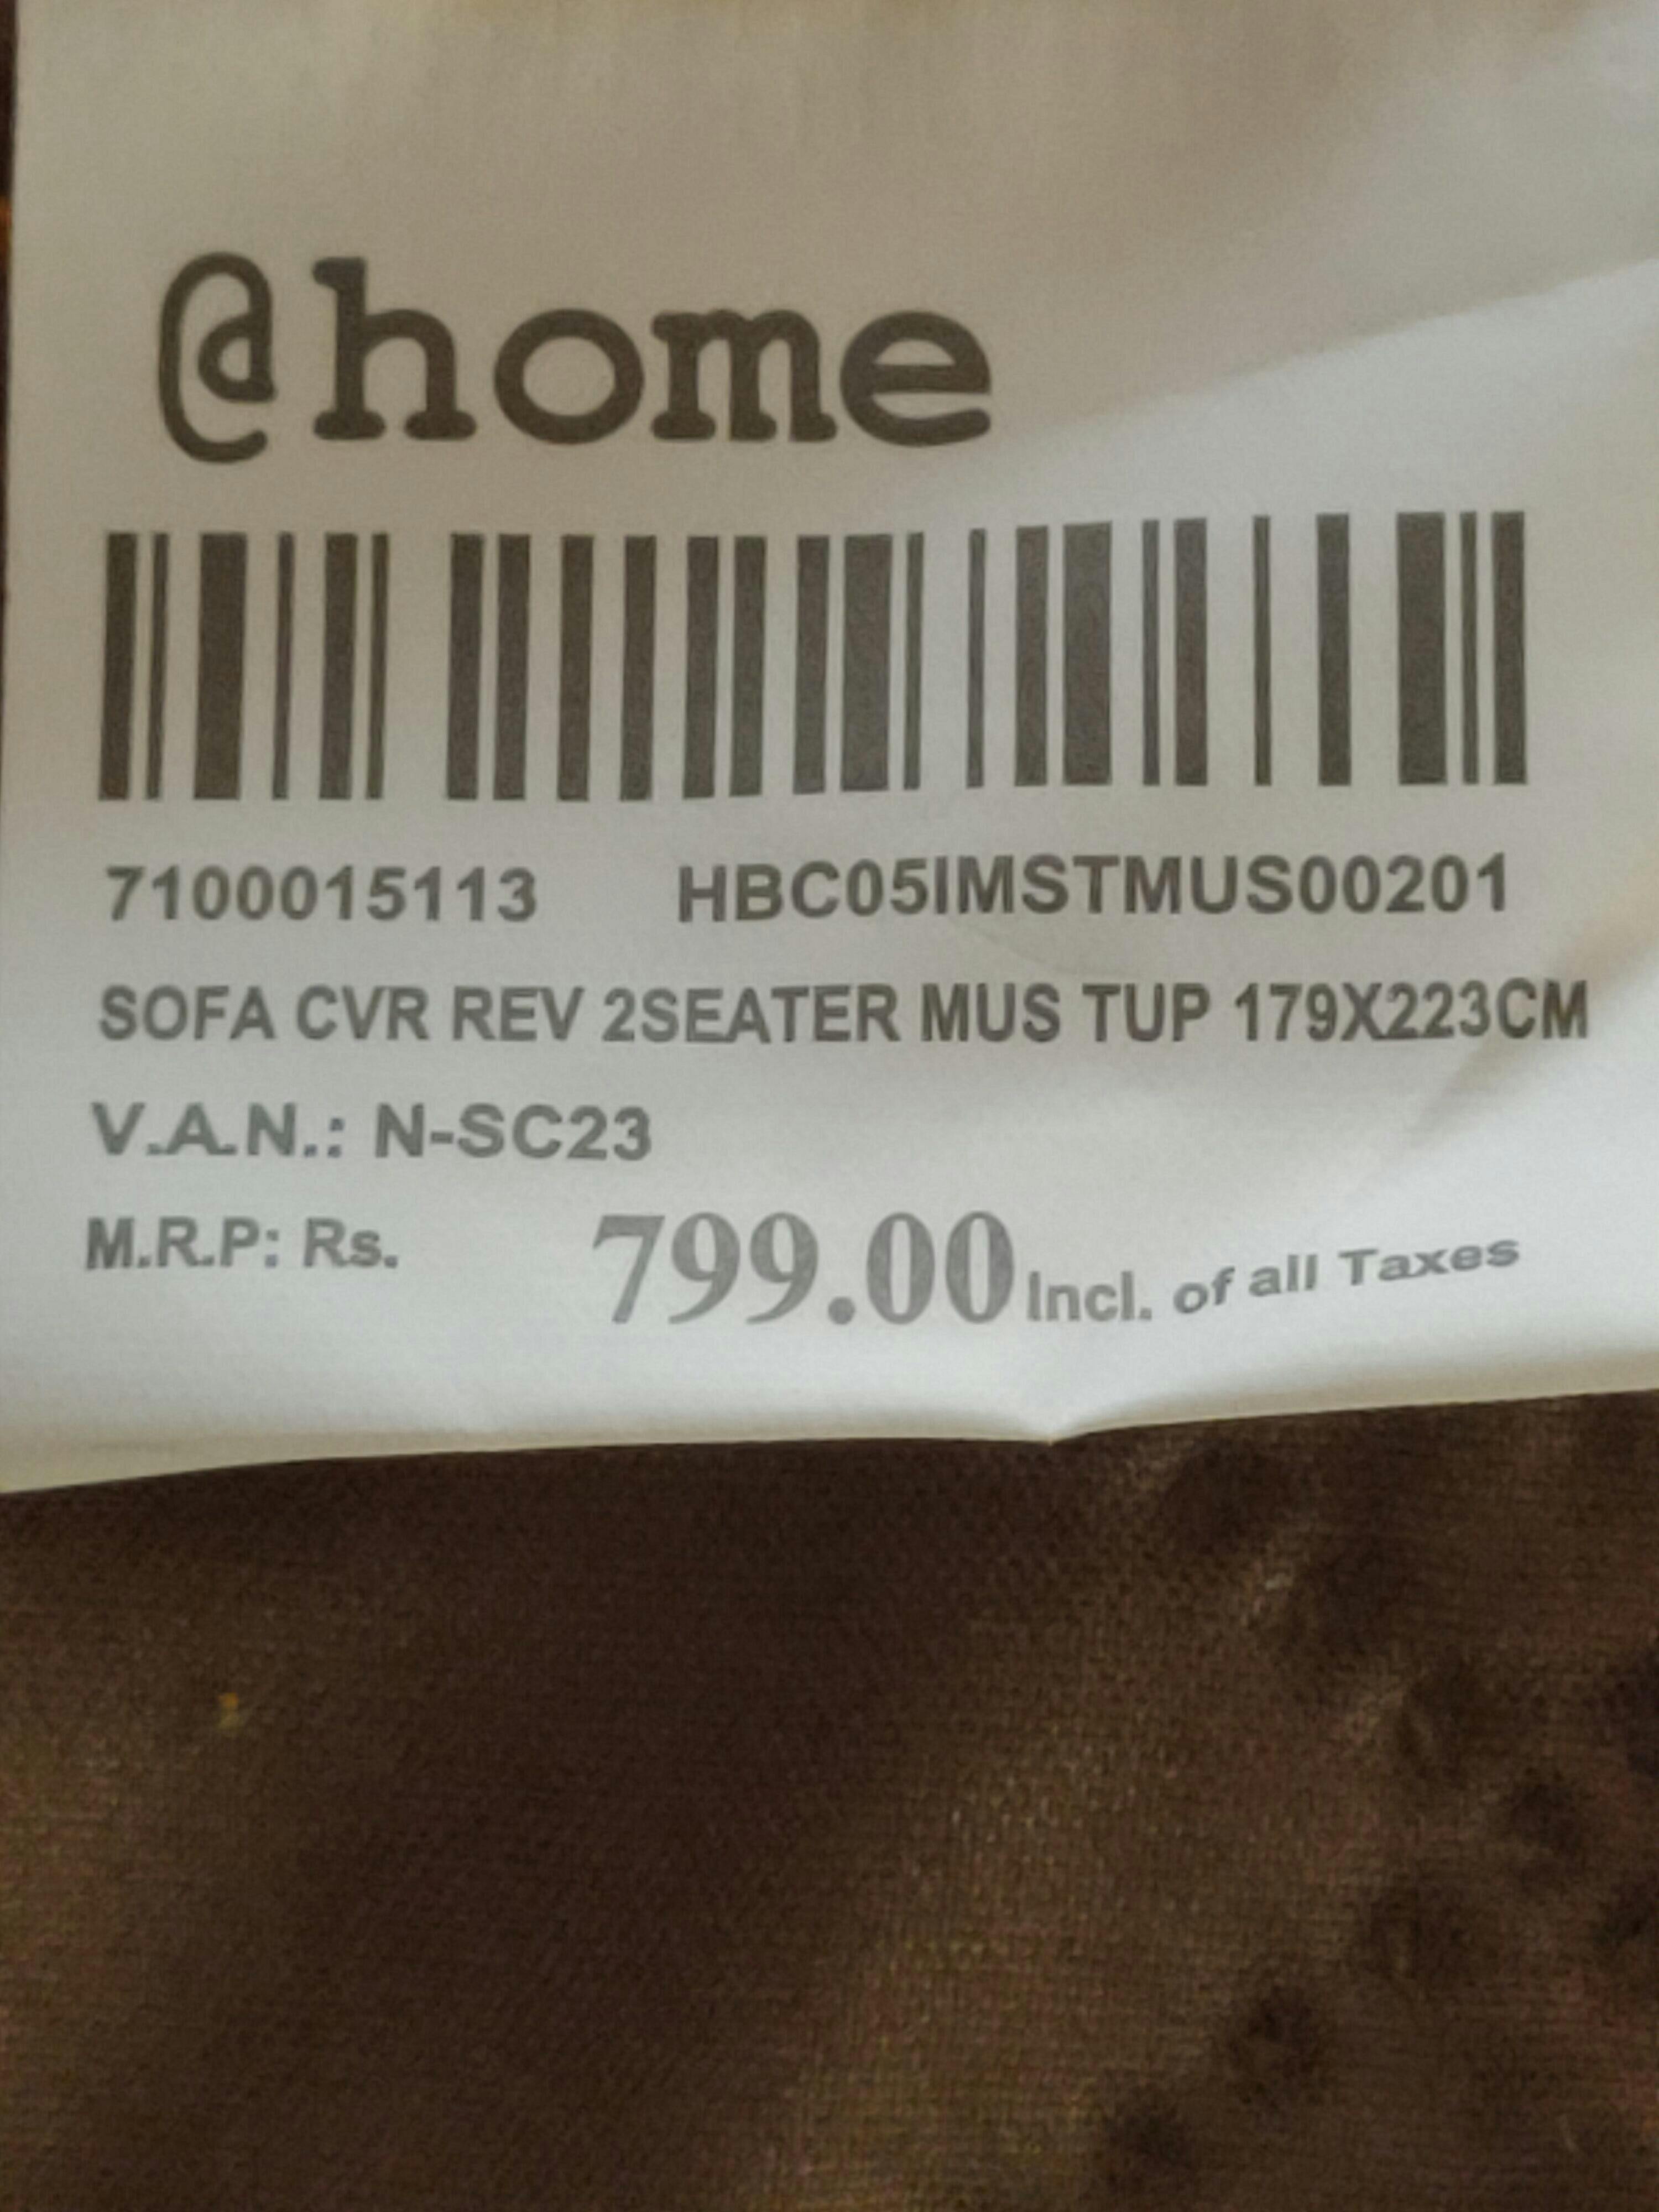 @home
7100015113 HBC05IMSTMUS00201
SOFA CVR REV 2SEATER MUS TUP 179X223CM
V.A.N.: N-SC23
M.R.P: Rs. 799.00 Incl. of all Taxes